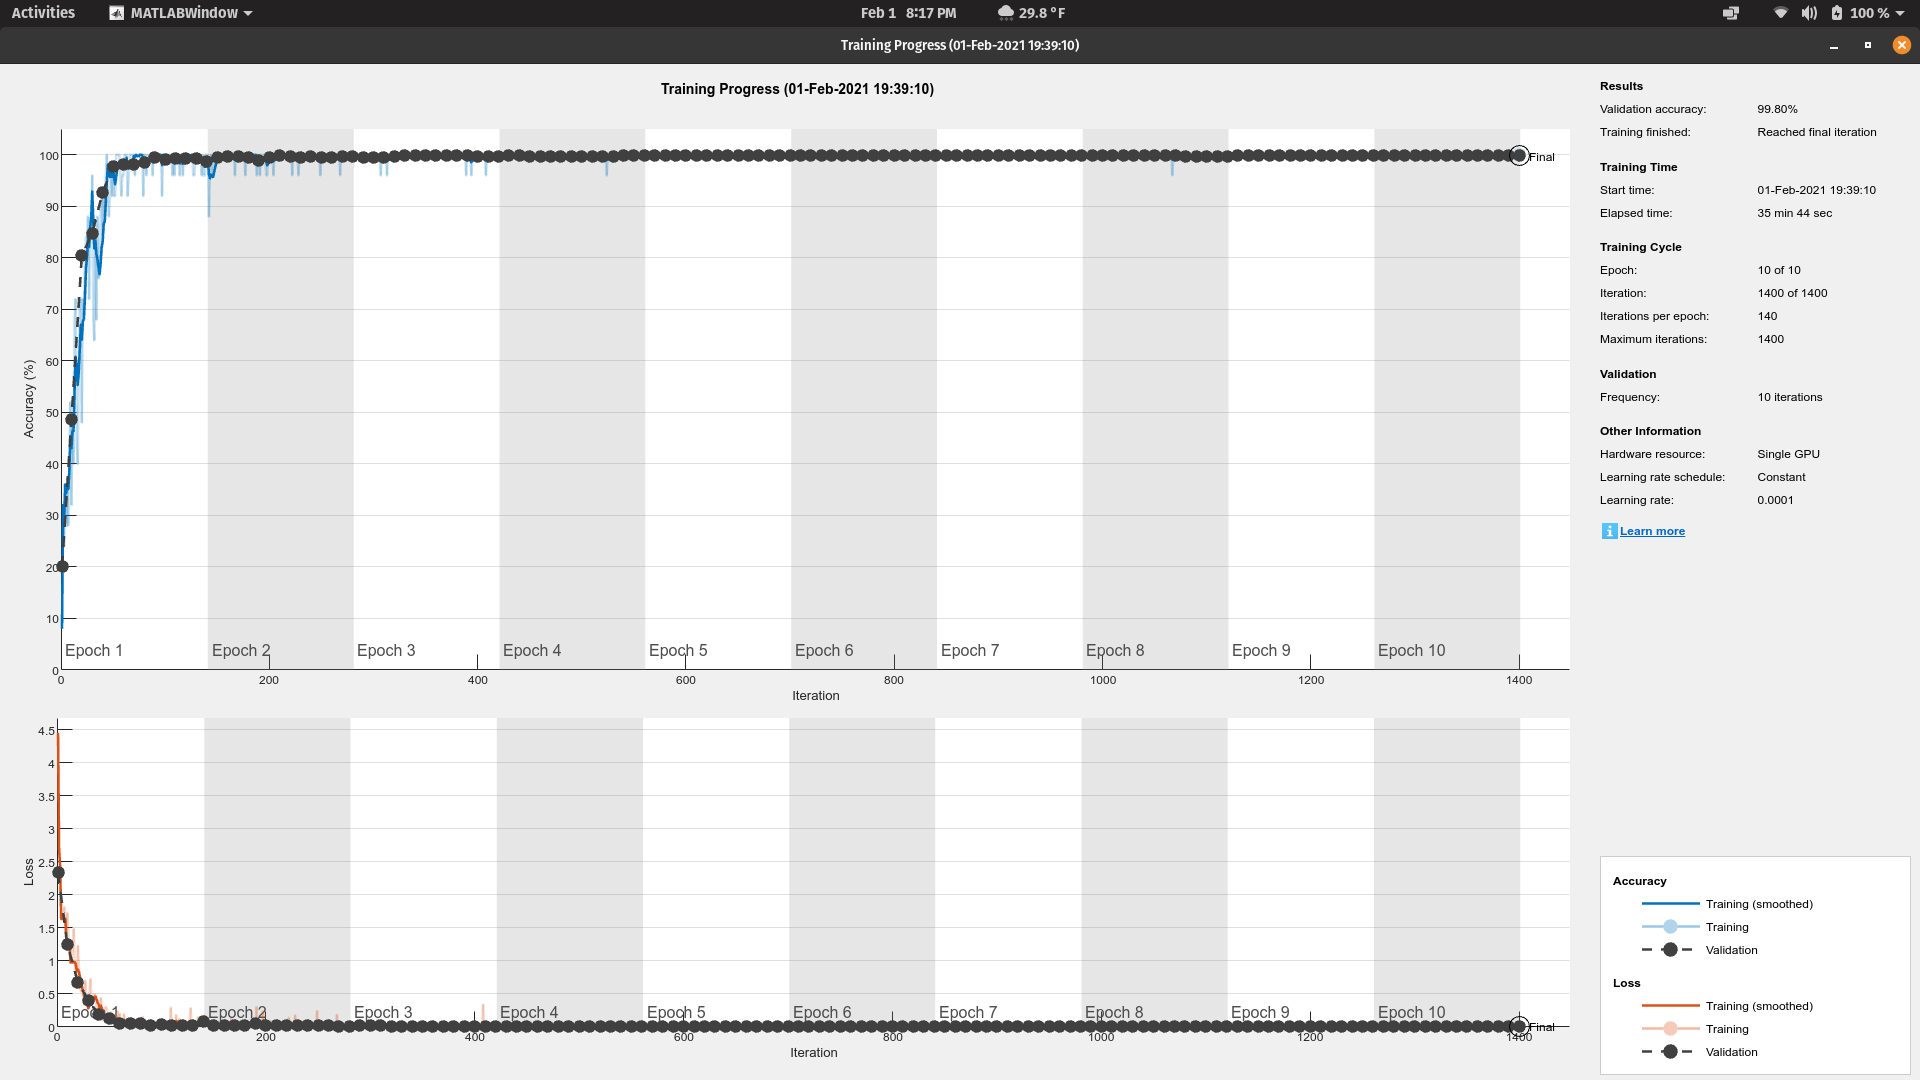 Activities MATLABWindow Feb 1 8:17 PM 29.8 °F 100 %
Training Progress (01-Feb-2021 19:39:10)
Training Progress (01-Feb-2021 19:39:10)
100
90
80
70
60
50
40
30
20
10
0
Accuracy (%)
Final
Epoch 1 Epoch 2 Epoch 3 Epoch 4 Epoch 5 Epoch 6 Epoch 7 Epoch 8 Epoch 9 Epoch 10
0 200 400 600 800 1000 1200 1400
Iteration
4.5
4
3.5
3
2.5
2
1.5
1
0.5
0
Loss
Epoch 1 Epoch 2 Epoch 3 Epoch 4 Epoch 5 Epoch 6 Epoch 7 Epoch 8 Epoch 9 Epoch 10
Final
0 200 400 600 800 1000 1200 1400
Iteration
Results
Validation accuracy: 99.80%
Training finished: Reached final iteration
Training Time
Start time: 01-Feb-2021 19:39:10
Elapsed time: 35 min 44 sec
Training Cycle
Epoch: 10 of 10
Iteration: 1400 of 1400
Iterations per epoch: 140
Maximum iterations: 1400
Validation
Frequency: 10 iterations
Other Information
Hardware resource: Single GPU
Learning rate schedule: Constant
Learning rate: 0.0001
i Learn more
Accuracy
Training (smoothed)
Training
Validation
Loss
Training (smoothed)
Training
Validation